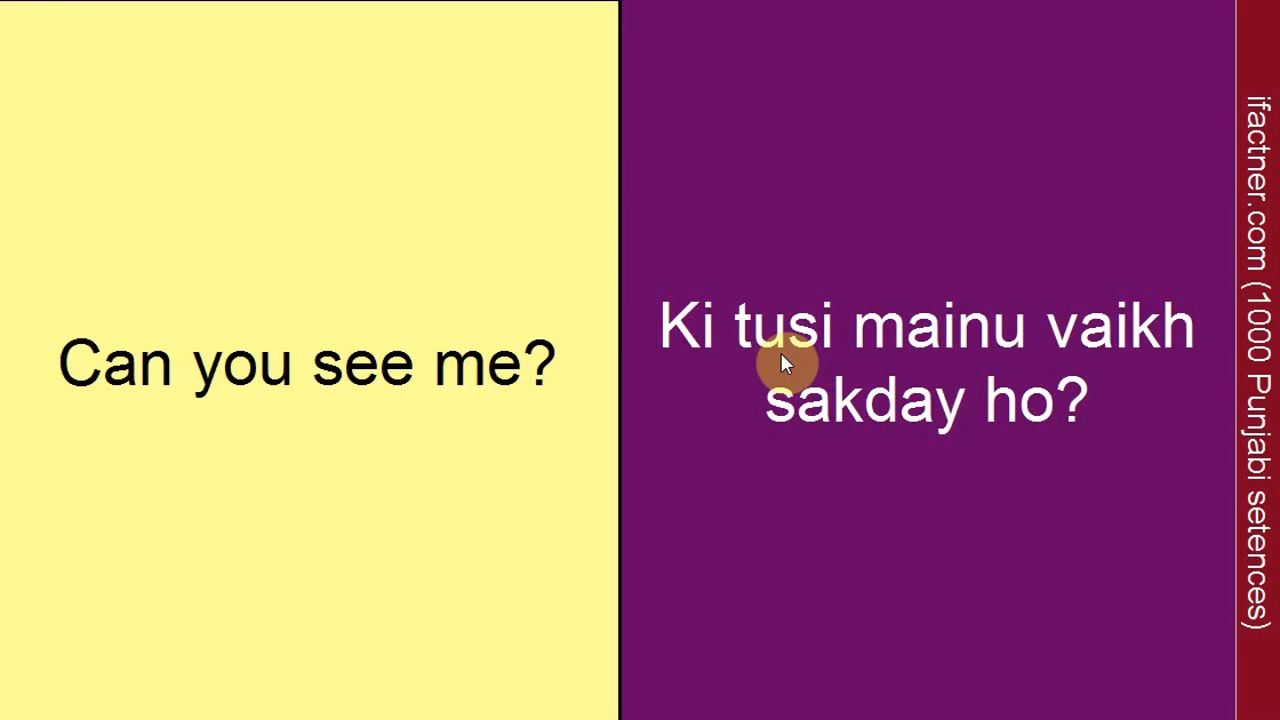 Can you see me?
Ki tusi mainu vaikh
sakday ho?
ifactner.com (1000 Punjabi setences)